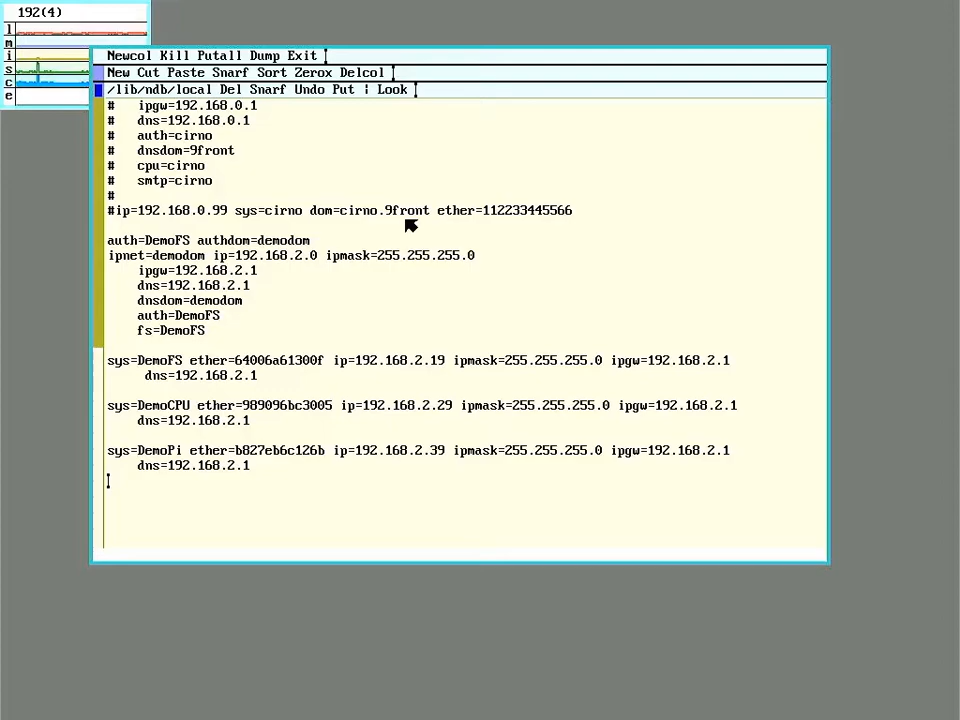 192(4)
l
m
i
s
c
e
Newcol Kill Putall Dump Exit
New Cut Paste Snarf Sort Zerox Delcol
/lib/ndb/local Del Snarf Undo Put | Look
#   ipgw=192.168.0.1
#   dns=192.168.0.1
#   auth=cirno
#   dnsdom=9front
#   cpu=cirno
#   smtp=cirno
#
#ip=192.168.0.99 sys=cirno dom=cirno.9front ether=112233445566
auth=DemoFS authdom=demodom
ipnet=demodom ip=192.168.2.0 ipmask=255.255.255.0
    ipgw=192.168.2.1
    dns=192.168.2.1
    dnsdom=demodom
    auth=DemoFS
    fs=DemoFS
sys=DemoFS ether=64006a61300f ip=192.168.2.19 ipmask=255.255.255.0 ipgw=192.168.2.1
     dns=192.168.2.1
sys=DemoCPU ether=989096bc3005 ip=192.168.2.29 ipmask=255.255.255.0 ipgw=192.168.2.1
    dns=192.168.2.1
sys=DemoPi ether=b827eb6c126b ip=192.168.2.39 ipmask=255.255.255.0 ipgw=192.168.2.1
    dns=192.168.2.1